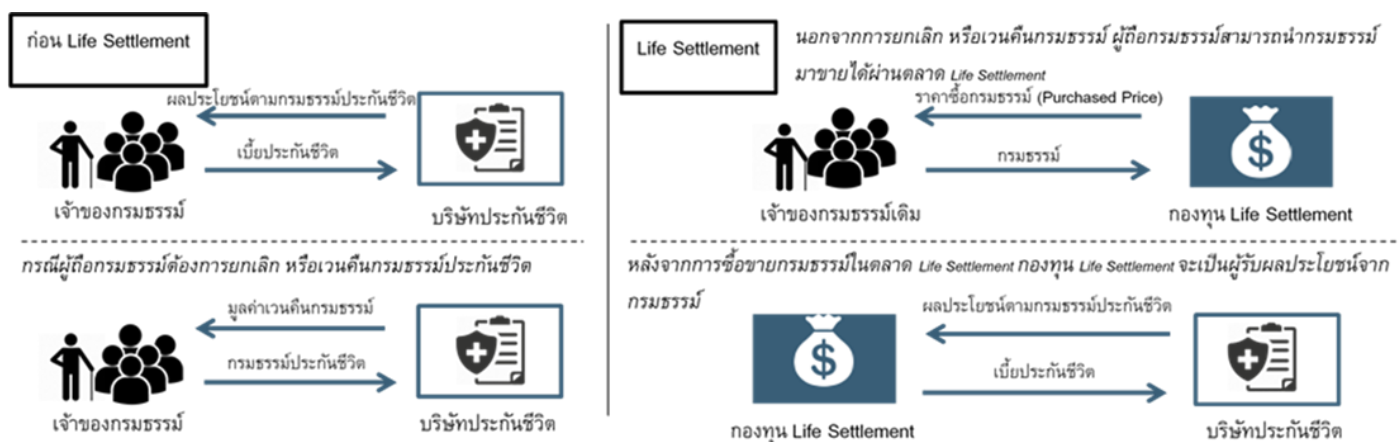 ก่อน Life Settlement
ผลประโยชน์ตามกรมธรรม์ประกันชีวิต
เบี้ยประกันชีวิต
เจ้าของกรมธรรม์
บริษัทประกันชีวิต
กรณีผู้ถือกรมธรรม์ต้องการยกเลิก หรือเวนคืนกรมธรรม์ประกันชีวิต
มูลค่าเวนคืนกรมธรรม์
กรมธรรม์ประกันชีวิต
เจ้าของกรมธรรม์
บริษัทประกันชีวิต
Life Settlement
นอกจากการยกเลิก หรือเวนคืนกรมธรรม์ ผู้ถือกรมธรรม์สามารถนำกรมธรรม์
มาขายได้ผ่านตลาด Life Settlement
ราคาซื้อกรมธรรม์ (Purchased Price)
กรมธรรม์
เจ้าของกรมธรรม์เดิม
กองทุน Life Settlement
หลังจากการซื้อขายกรมธรรม์ในตลาด Life Settlement กองทุน Life Settlement จะเป็นผู้รับผลประโยชน์จาก
กรมธรรม์
ผลประโยชน์ตามกรมธรรม์ประกันชีวิต
เบี้ยประกันชีวิต
กองทุน Life Settlement
บริษัทประกันชีวิต